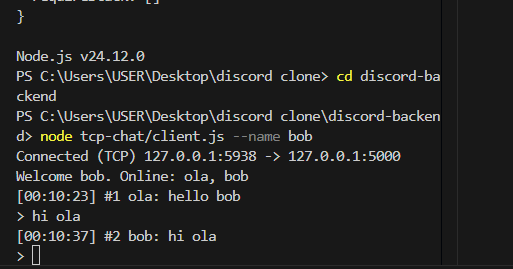 }
Node.js v24.12.0
PS C:\Users\USER\Desktop\discord clone> cd discord-ba
ckend
PS C:\Users\USER\Desktop\discord clone\discord-backen
d> node tcp-chat/client.js --name bob
Connected (TCP) 127.0.0.1:5938 -> 127.0.0.1:5000
Welcome bob. Online: ola, bob
[00:10:23] #1 ola: hello bob
> hi ola
[00:10:37] #2 bob: hi ola
>